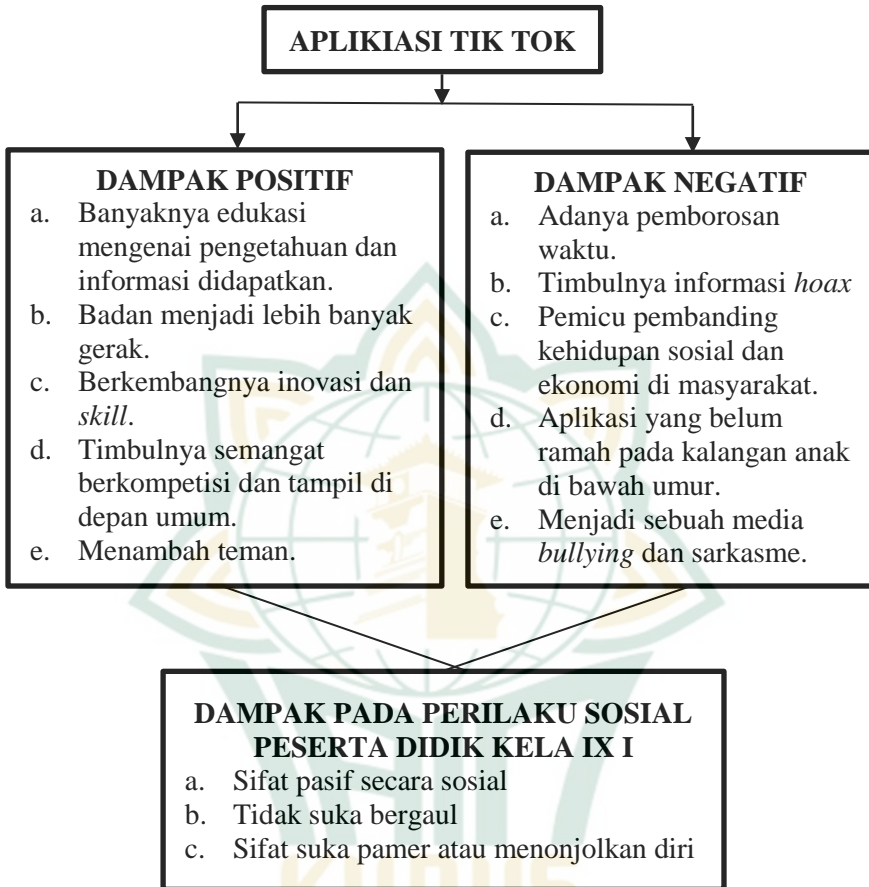 APLIKIASI TIK TOK
DAMPAK POSITIF
a. Banyaknya edukasi
mengenai pengetahuan dan
informasi didapatkan.
b. Badan menjadi lebih banyak
gerak.
c. Berkembangnya inovasi dan
skill.
d. Timbulnya semangat
berkompetisi dan tampil di
depan umum.
e. Menambah teman.
DAMPAK NEGATIF
a. Adanya pemborosan
waktu.
b. Timbulnya informasi hoax
c. Pemicu pembanding
kehidupan sosial dan
ekonomi di masyarakat.
d. Aplikasi yang belum
ramah pada kalangan anak
di bawah umur.
e. Menjadi sebuah media
bullying dan sarkasme.
DAMPAK PADA PERILAKU SOSIAL
PESERTA DIDIK KELA IX I
a. Sifat pasif secara sosial
b. Tidak suka bergaul
c. Sifat suka pamer atau menonjolkan diri